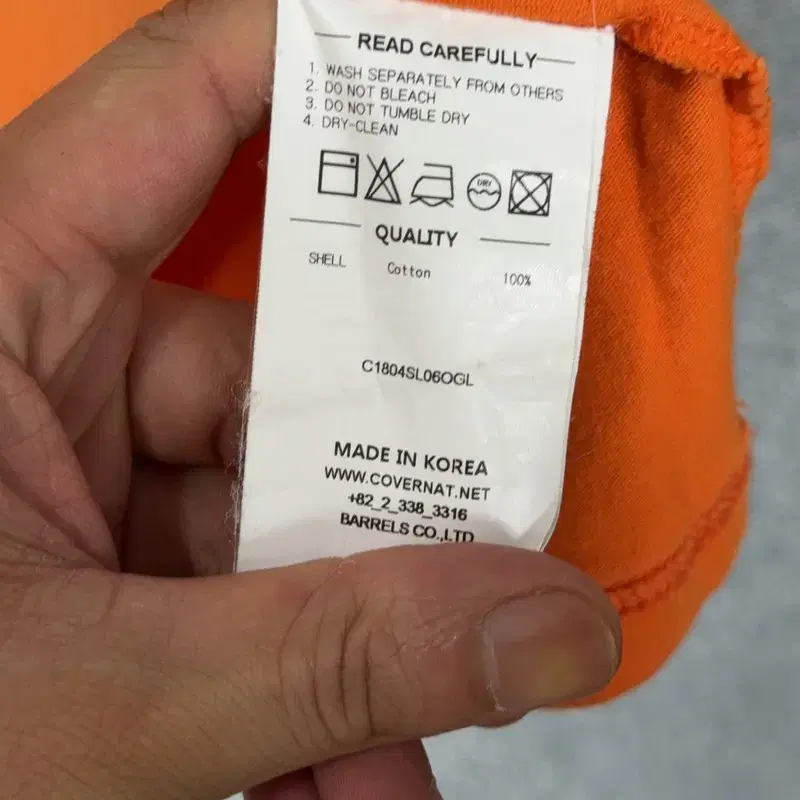 READ CAREFULLY
1. WASH SEPARATELY FROM OTHERS
2. DO NOT BLEACH
3. DO NOT TUMBLE DRY
4. DRY-CLEAN
DRY
QUALITY
SHELL Cotton 100%
C1804SL06OGL
MADE IN KOREA
WWW.COVERNAT.NET
+82_2_338_3316
BARRELS CO.,LTD